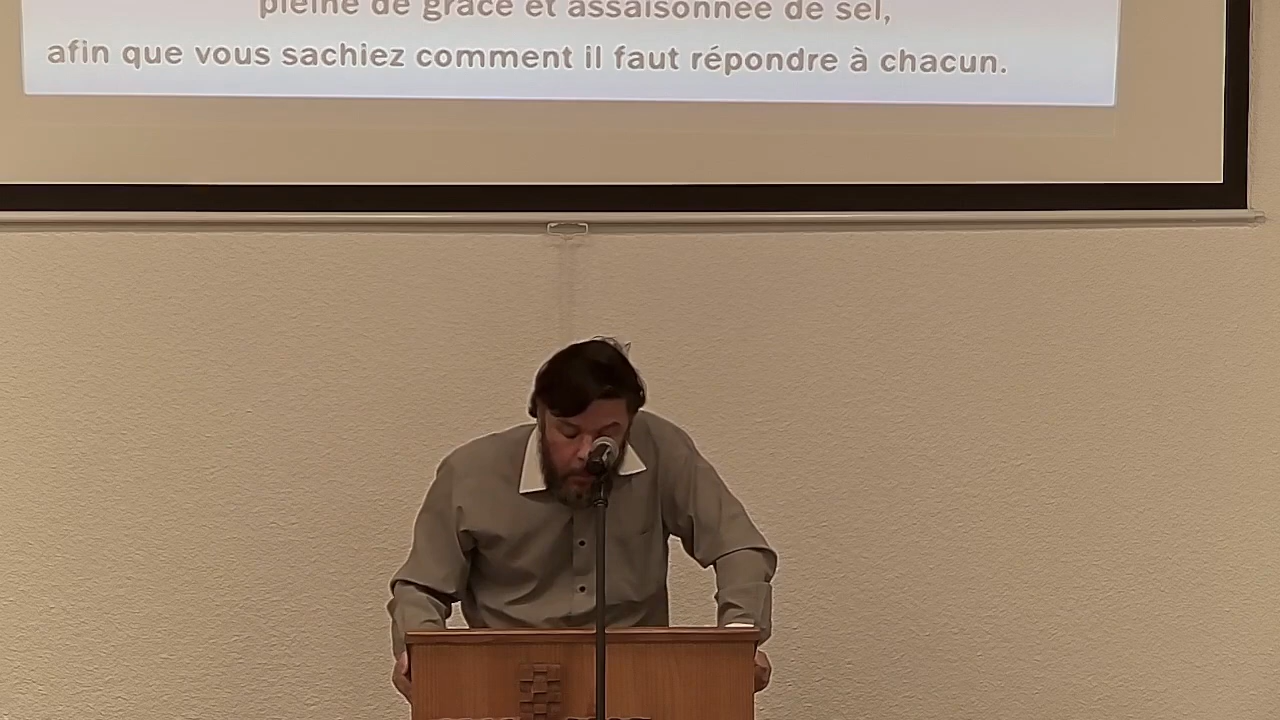 pleine de grâce et assaisonnée de sel,
afin que vous sachiez comment il faut répondre à chacun.